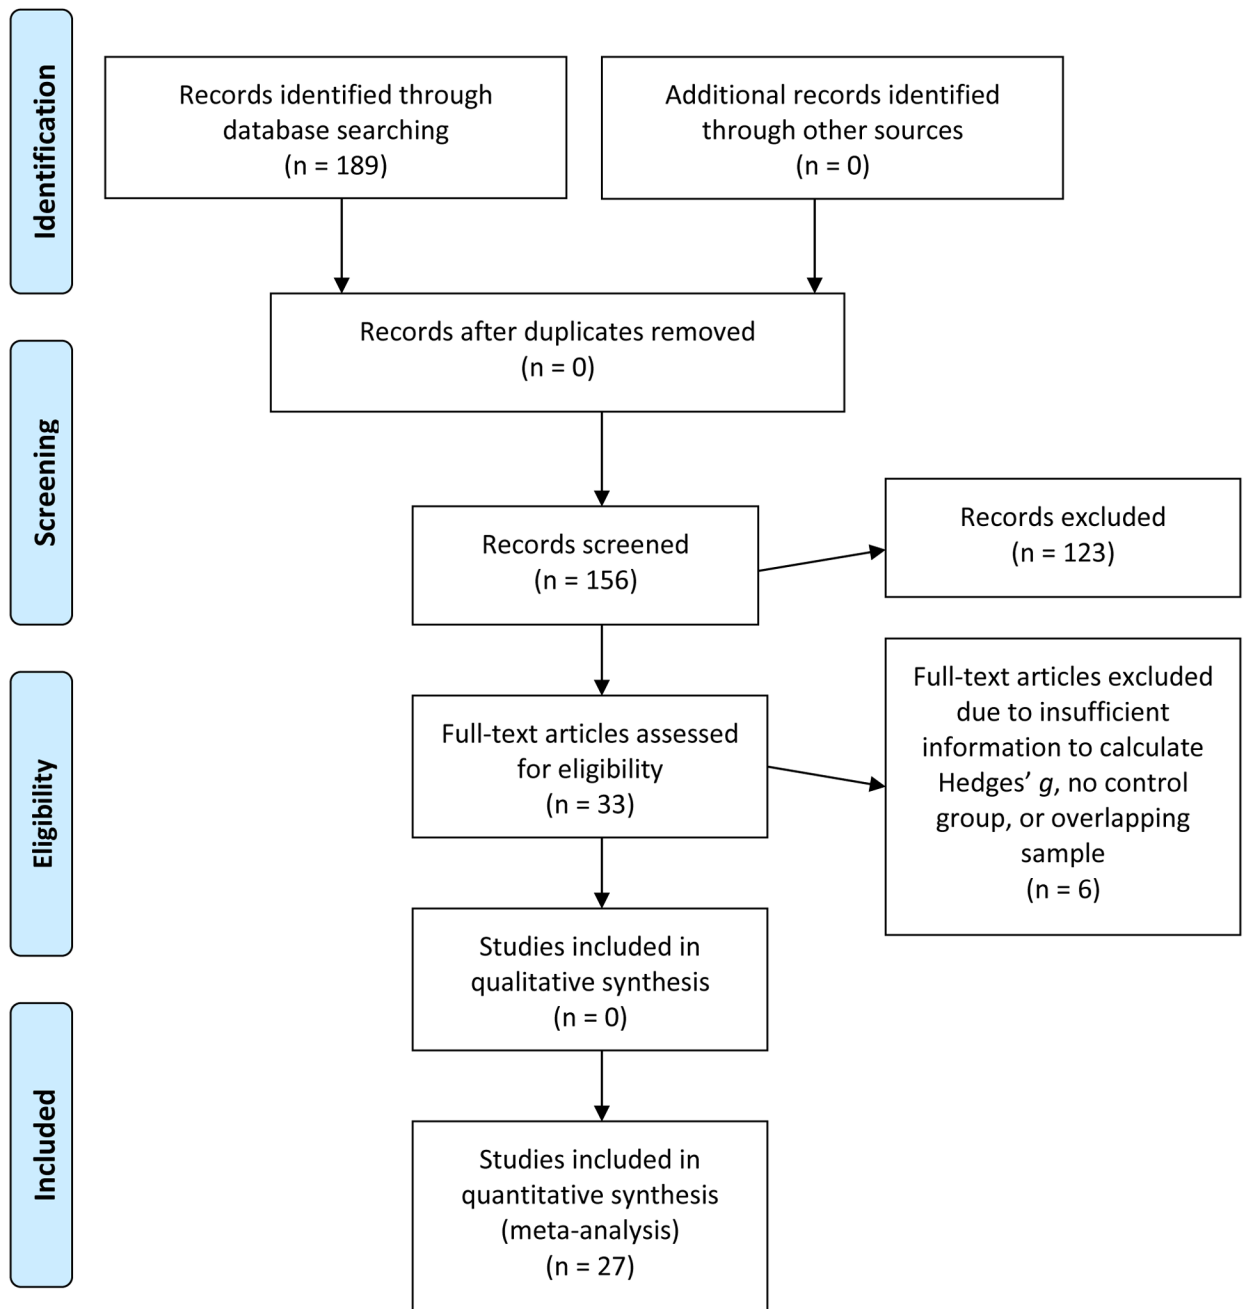 Identification
Records identified through
database searching
(n = 189)
Additional records identified
through other sources
(n = 0)
Records after duplicates removed
(n = 0)
Screening
Records screened
(n = 156)
Records excluded
(n = 123)
Eligibility
Full-text articles assessed
for eligibility
(n = 33)
Full-text articles excluded
due to insufficient
information to calculate
Hedges’ g, no control
group, or overlapping
sample
(n = 6)
Studies included in
qualitative synthesis
(n = 0)
Included
Studies included in
quantitative synthesis
(meta-analysis)
(n = 27)